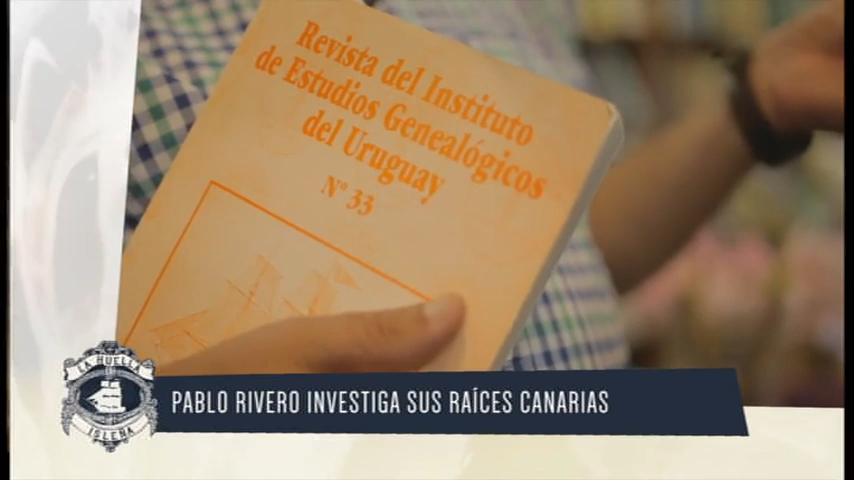 Revista del Instituto
de Estudios Genealógicos
del Uruguay
Nº 33
LA HUELLA
ISLEÑA
PABLO RIVERO INVESTIGA SUS RAÍCES CANARIAS